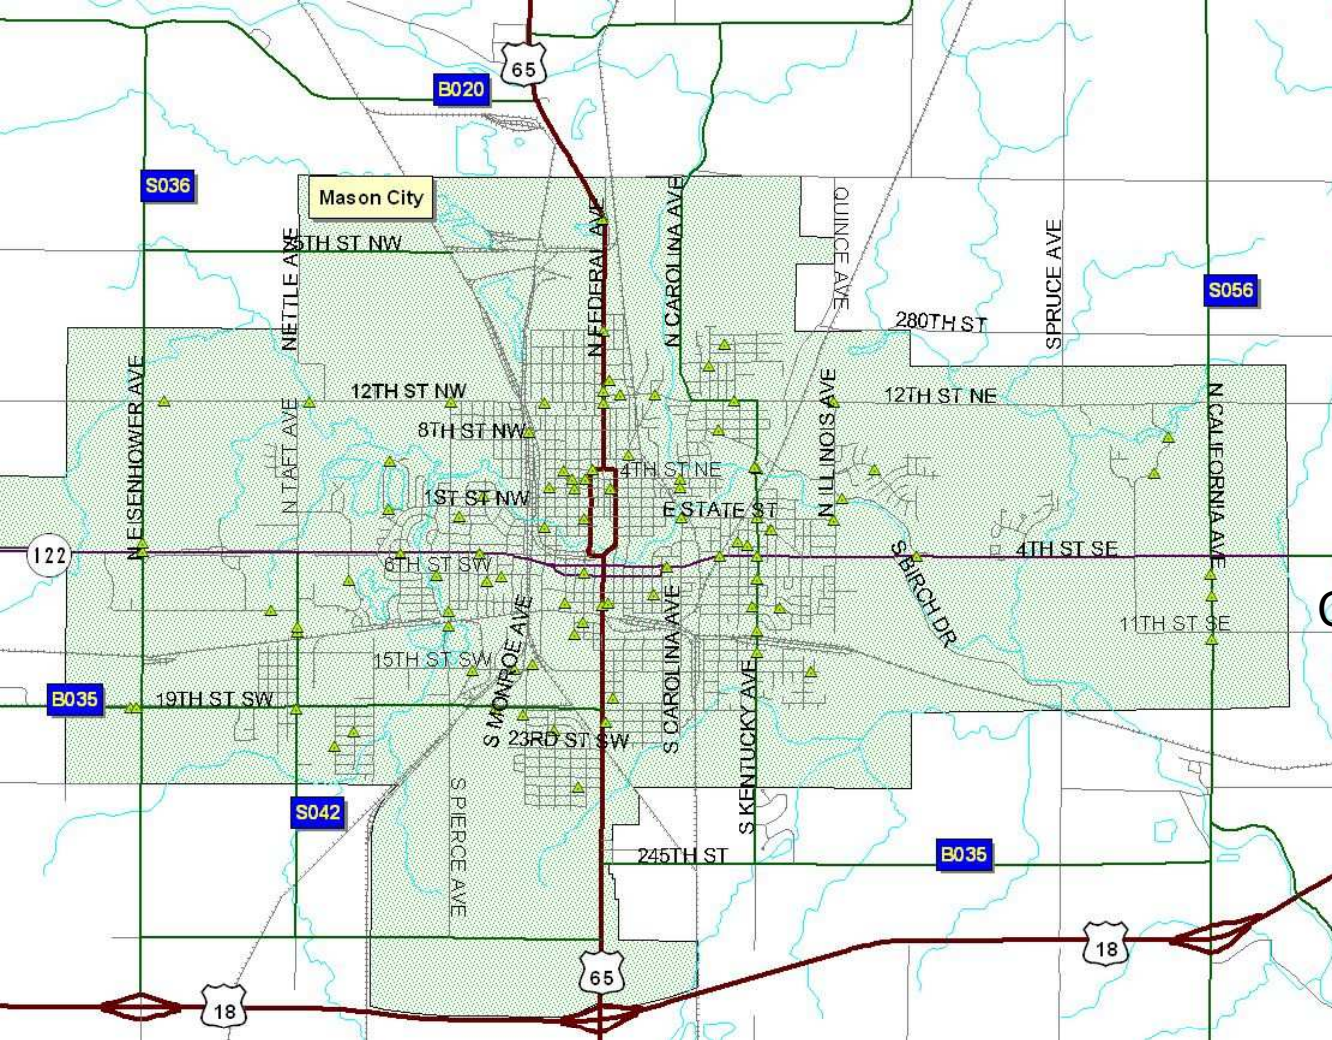 65
B020
S036
Mason City
QUINCE AVE
25TH ST NW
NETTLE AVE
N FEDERAL AVE
N CAROLINA AVE
SPRUCE AVE
S056
280TH ST
N EISENHOWER AVE
12TH ST NW
12TH ST NE
N TAFT AVE
8TH ST NW
N ILLINOIS AVE
N CALIFORNIA AVE
4TH ST NE
1ST ST NW
E STATE ST
122
6TH ST SW
4TH ST SE
S BIRCH DR
11TH ST SE
S MONROE AVE
S CAROLINA AVE
15TH ST SW
B035
19TH ST SW
23RD ST SW
S KENTUCKY AVE
S042
S PIERCE AVE
245TH ST
B035
18
65
18